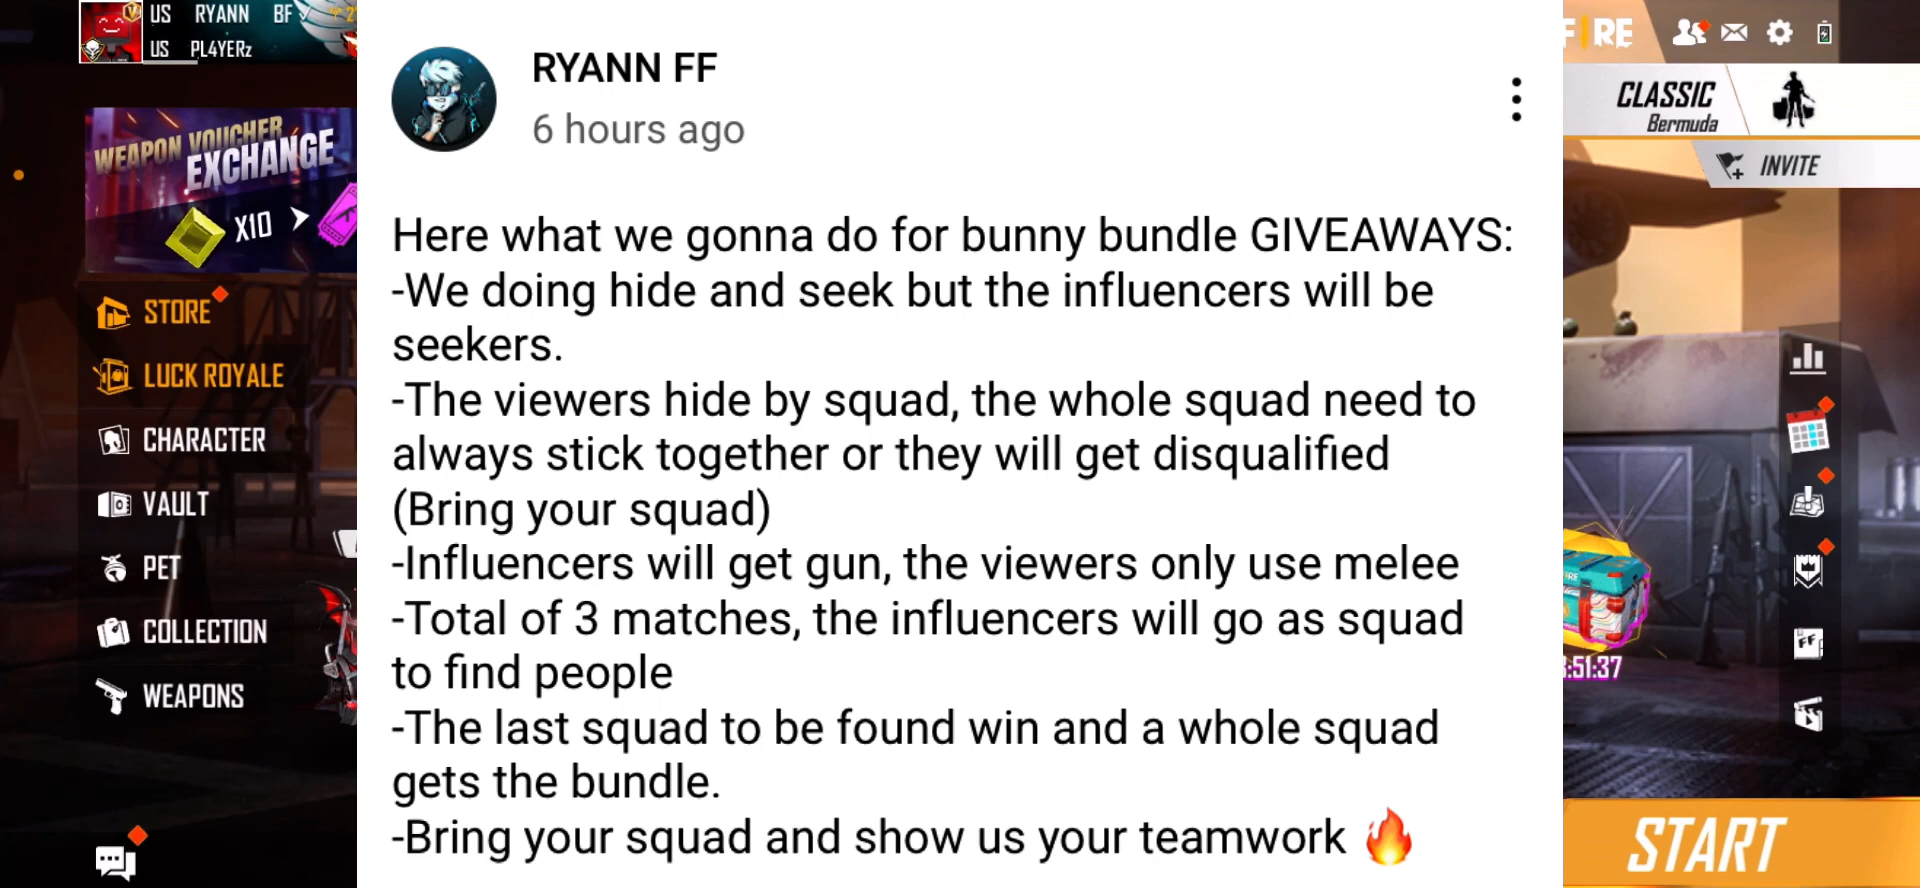 US RYANN BF
US PL4YERz
WEAPON VOUCHER
EXCHANGE
X10
STORE
LUCK ROYALE
CHARACTER
VAULT
PET
COLLECTION
WEAPONS
RYANN FF
6 hours ago
Here what we gonna do for bunny bundle GIVEAWAYS:
-We doing hide and seek but the influencers will be
seekers.
-The viewers hide by squad, the whole squad need to
always stick together or they will get disqualified
(Bring your squad)
-Influencers will get gun, the viewers only use melee
-Total of 3 matches, the influencers will go as squad
to find people
-The last squad to be found win and a whole squad
gets the bundle.
-Bring your squad and show us your teamwork 🔥
FIRE
CLASSIC
Bermuda
INVITE
:51:37
FF
START